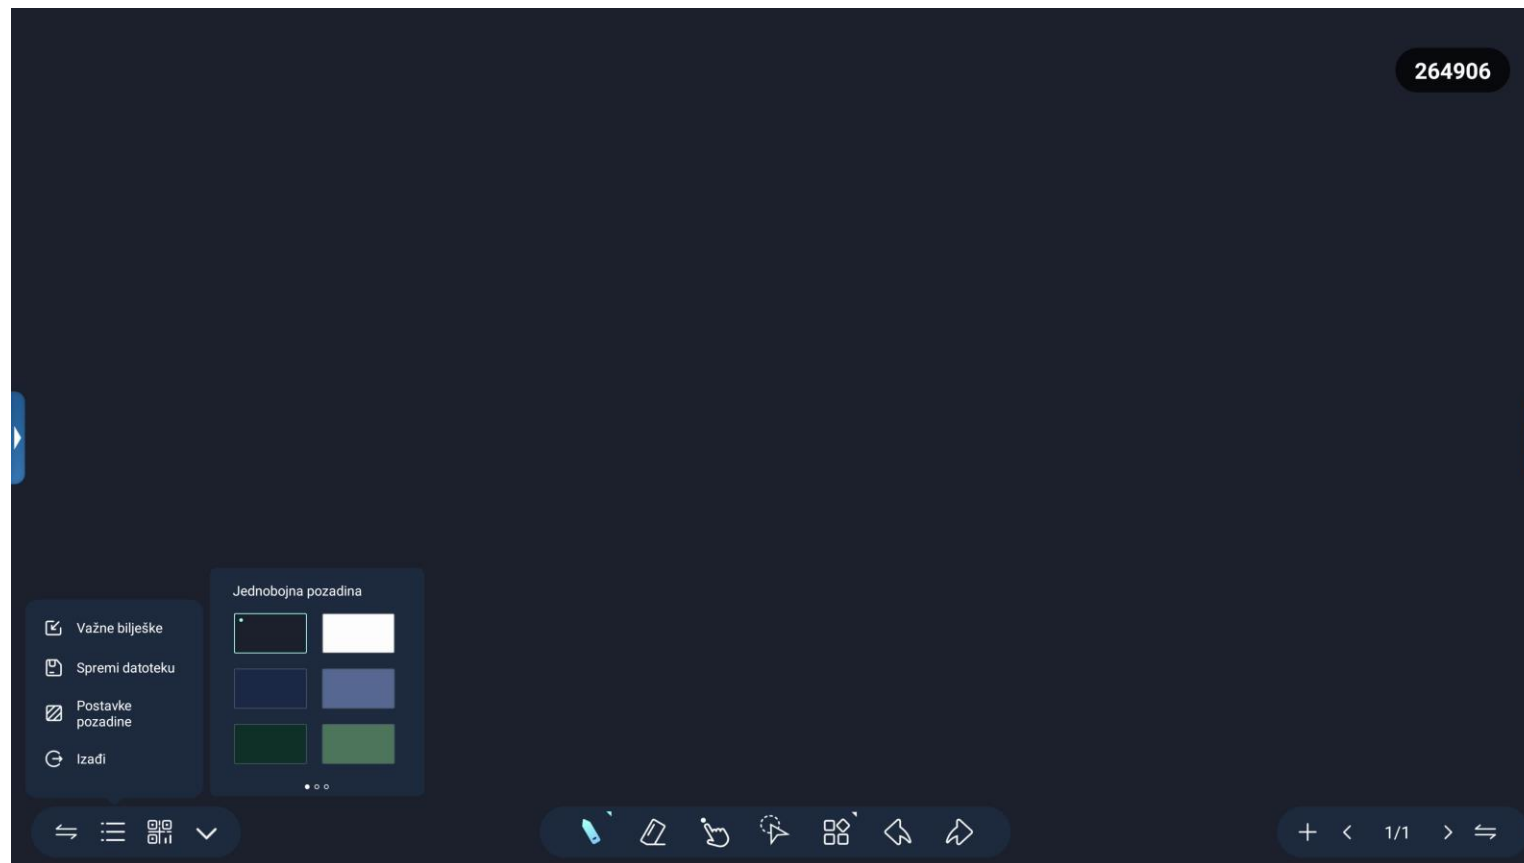 264906
Jednobojna pozadina
Važne bilješke
Spremi datoteku
Postavke
pozadine
Izađi
1/1